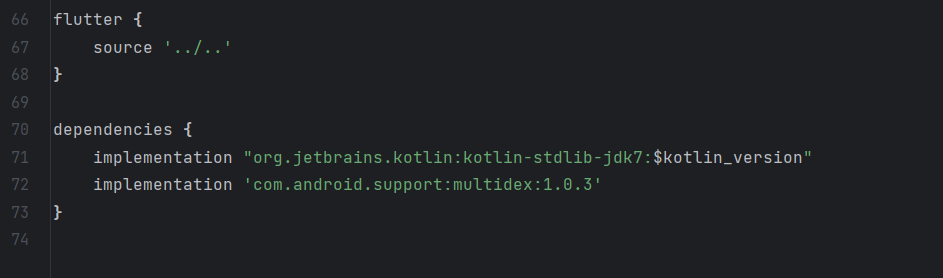 66 flutter {
67     source '../..'
68 }
69
70 dependencies {
71     implementation "org.jetbrains.kotlin:kotlin-stdlib-jdk7:$kotlin_version"
72     implementation 'com.android.support:multidex:1.0.3'
73 }
74